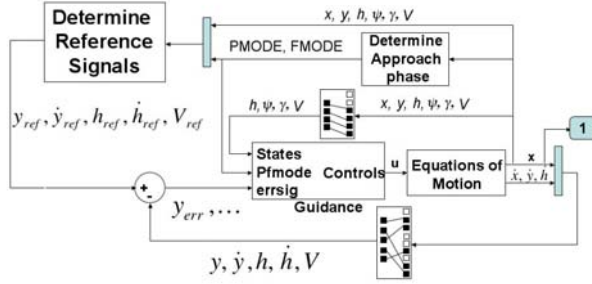 Determine
Reference
Signals
x, y, h, ψ, γ, V
PMODE, FMODE
Determine
Approach
phase
y_ref, ẏ_ref, h_ref, ḣ_ref, V_ref
h, ψ, γ, V
x, y, h, ψ, γ, V
1
States
Pfmode
errsig
Controls
Guidance
u
Equations of
Motion
x
ẋ, ẏ, ḣ
+
-
y_err, ...
y, ẏ, h, ḣ, V